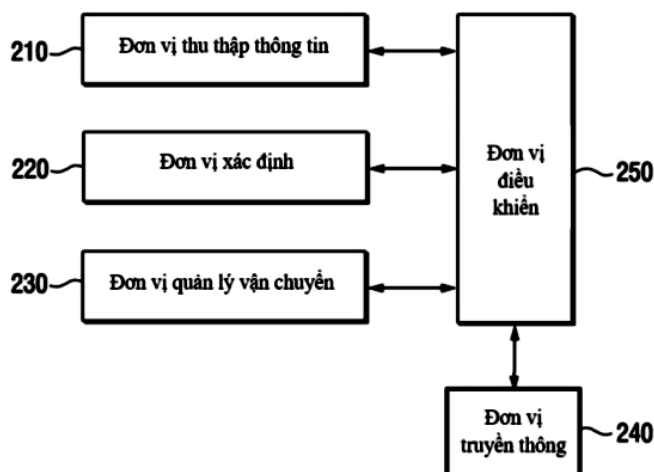 210
Đơn vị thu thập thông tin
220
Đơn vị xác định
230
Đơn vị quản lý vận chuyển
Đơn vị
điều
khiển
250
Đơn vị
truyền thông
240